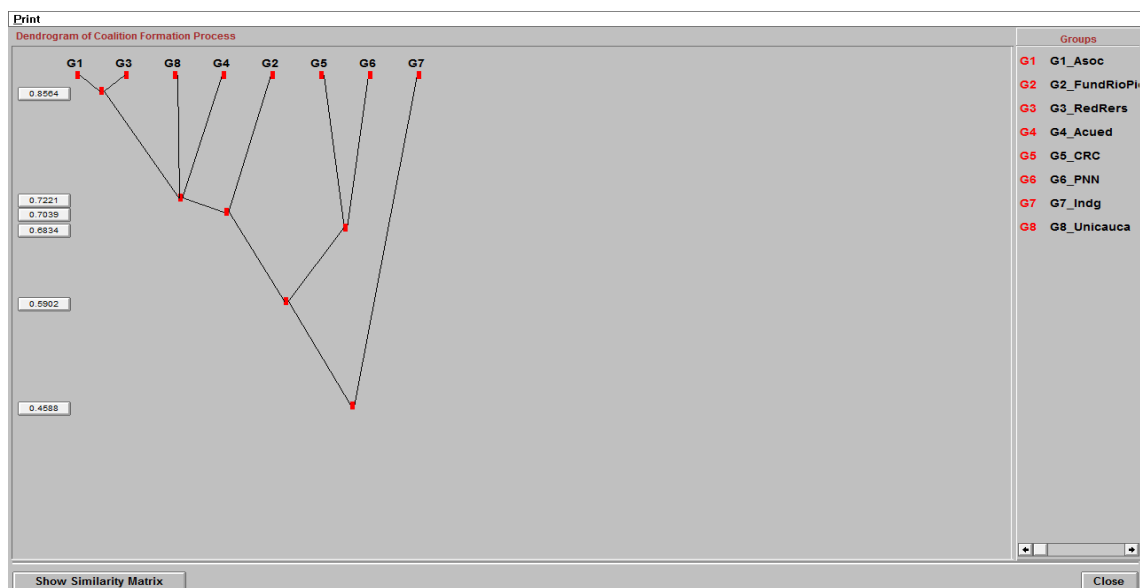 Print
Dendrogram of Coalition Formation Process
Groups
G1 G3 G8 G4 G2 G5 G6 G7
G1 G1_Asoc
G2 G2_FundRioPi
G3 G3_RedRers
G4 G4_Acued
G5 G5_CRC
G6 G6_PNN
G7 G7_Indg
G8 G8_Unicauca
0.8564
0.7221
0.7039
0.6834
0.5902
0.4588
Show Similarity Matrix
Close